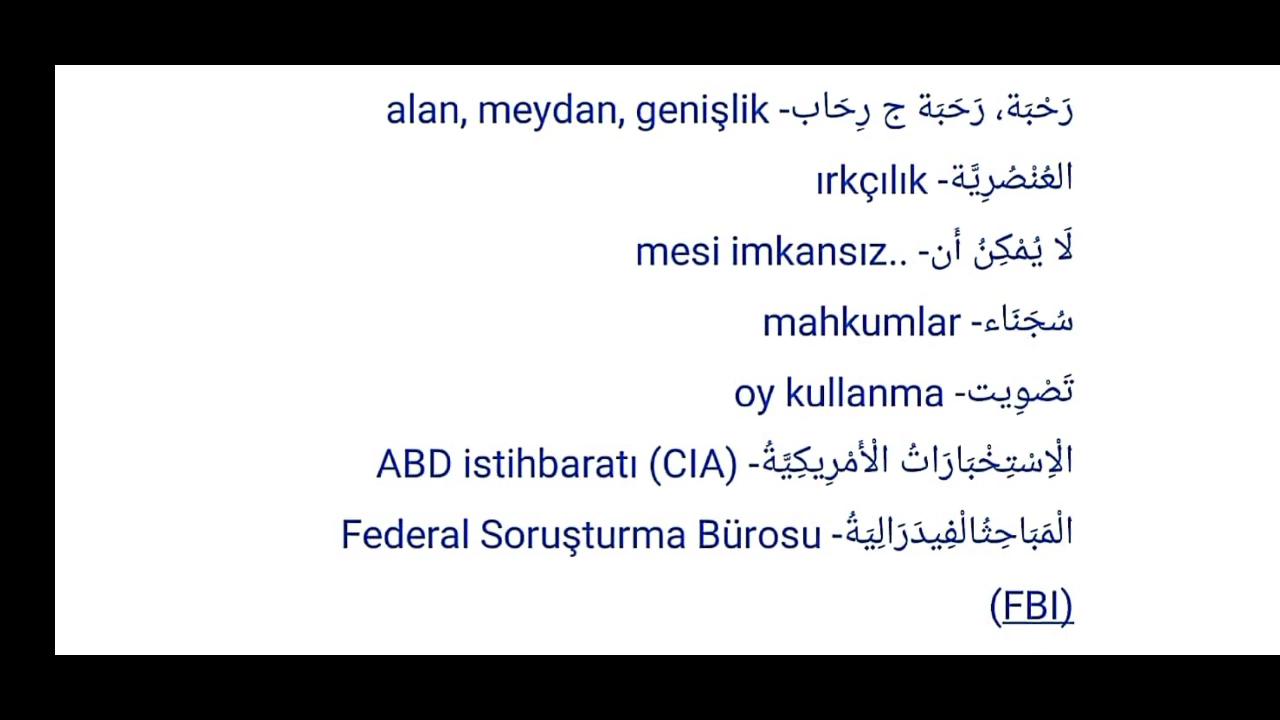 رَحْبَة، رَحَبَة ج رِحَاب- alan, meydan, genişlik
العُنْصُرِيَّة- ırkçılık
لَا يُمْكِنُ أَن- ..mesi imkansız
سُجَنَاء- mahkumlar
تَصْوِيت- oy kullanma
الْاِسْتِخْبَارَاتُ الْأَمْرِيكِيَّةُ- ABD istihbaratı (CIA)
الْمَبَاحِثُالْفِيدَرَالِيَةُ- Federal Soruşturma Bürosu
(FBI)